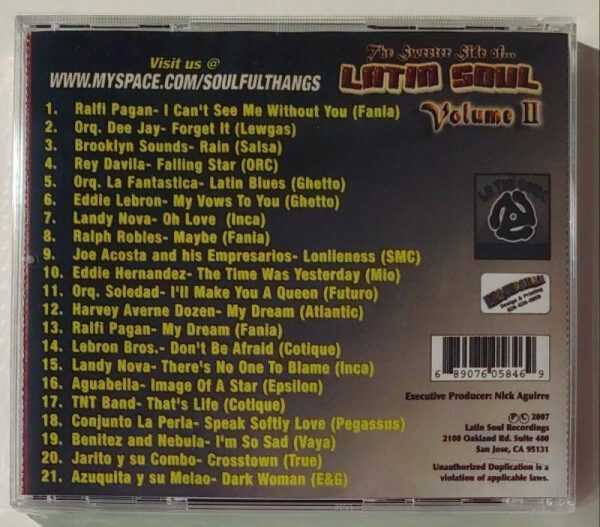 Visit us @
WWW.MYSPACE.COM/SOULFULTHANGS
The Sweeter Side of...
LATIN SOUL
Volume II
1. Ralfi Pagan- I Can't See Me Without You (Fania)
2. Orq. Dee Jay- Forget It (Lewgas)
3. Brooklyn Sounds- Rain (Salsa)
4. Rey Davila- Falling Star (ORC)
5. Orq. La Fantastica- Latin Blues (Ghetto)
6. Eddie Lebron- My Vows To You (Ghetto)
7. Landy Nova- Oh Love (Inca)
8. Ralph Robles- Maybe (Fania)
9. Joe Acosta and his Empresarios- Lonlieness (SMC)
10. Eddie Hernandez- The Time Was Yesterday (Mio)
11. Orq. Soledad- I'll Make You A Queen (Futuro)
12. Harvey Averne Dozen- My Dream (Atlantic)
13. Ralfi Pagan- My Dream (Fania)
14. Lebron Bros.- Don't Be Afraid (Cotique)
15. Landy Nova- There's No One To Blame (Inca)
16. Aguabella- Image Of A Star (Epsilon)
17. TNT Band- That's Life (Cotique)
18. Conjunto La Perla- Speak Softly Love (Pegassus)
19. Benitez and Nebula- I'm So Sad (Vaya)
20. Jarito y su Combo- Crosstown (True)
21. Azuquita y su Melao- Dark Woman (E&G)
LATIN SOUL
Design & Printing
6 89076 05846 9
Executive Producer: Nick Aguirre
℗© 2007
Latin Soul Recordings
2100 Oakland Rd. Suite 400
San Jose, CA 95131
Unauthorized Duplication is a
violation of applicable laws.